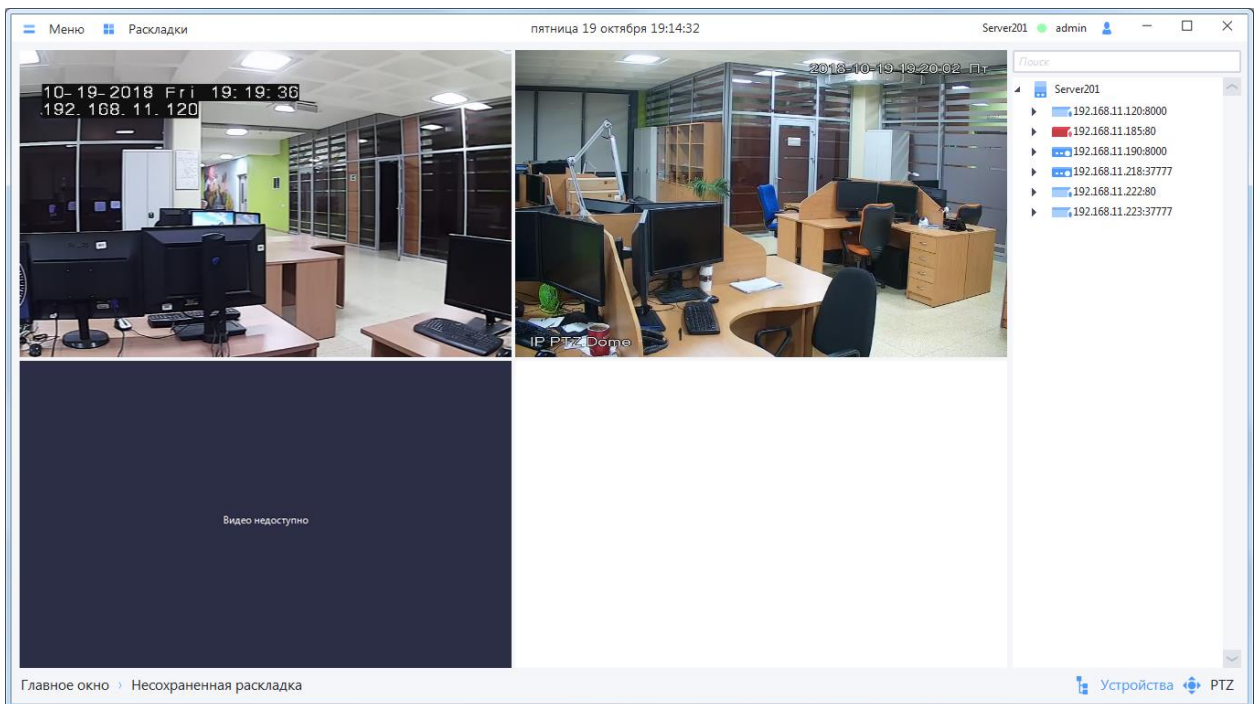 Меню Раскладки пятница 19 октября 19:14:32 Server201 admin
10-19-2018 Fri 19:19:36
192.168.11.120
2018-10-19 19:20:02 Пт
IP PTZ Dome
Видео недоступно
Поиск
Server201
192.168.11.120:8000
192.168.11.185:80
192.168.11.190:8000
192.168.11.218:37777
192.168.11.222:80
192.168.11.223:37777
Главное окно › Несохраненная раскладка Устройства PTZ